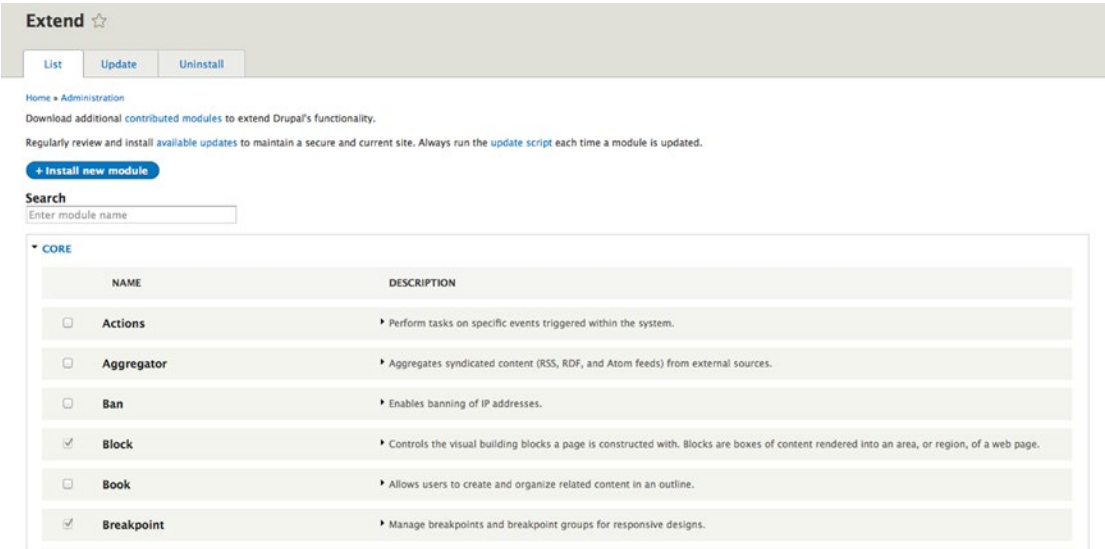 Extend
List Update Uninstall
Home » Administration
Download additional contributed modules to extend Drupal's functionality.
Regularly review and install available updates to maintain a secure and current site. Always run the update script each time a module is updated.
+ Install new module
Search
Enter module name
CORE
NAME DESCRIPTION
Actions Perform tasks on specific events triggered within the system.
Aggregator Aggregates syndicated content (RSS, RDF, and Atom feeds) from external sources.
Ban Enables banning of IP addresses.
Block Controls the visual building blocks a page is constructed with. Blocks are boxes of content rendered into an area, or region, of a web page.
Book Allows users to create and organize related content in an outline.
Breakpoint Manage breakpoints and breakpoint groups for responsive designs.